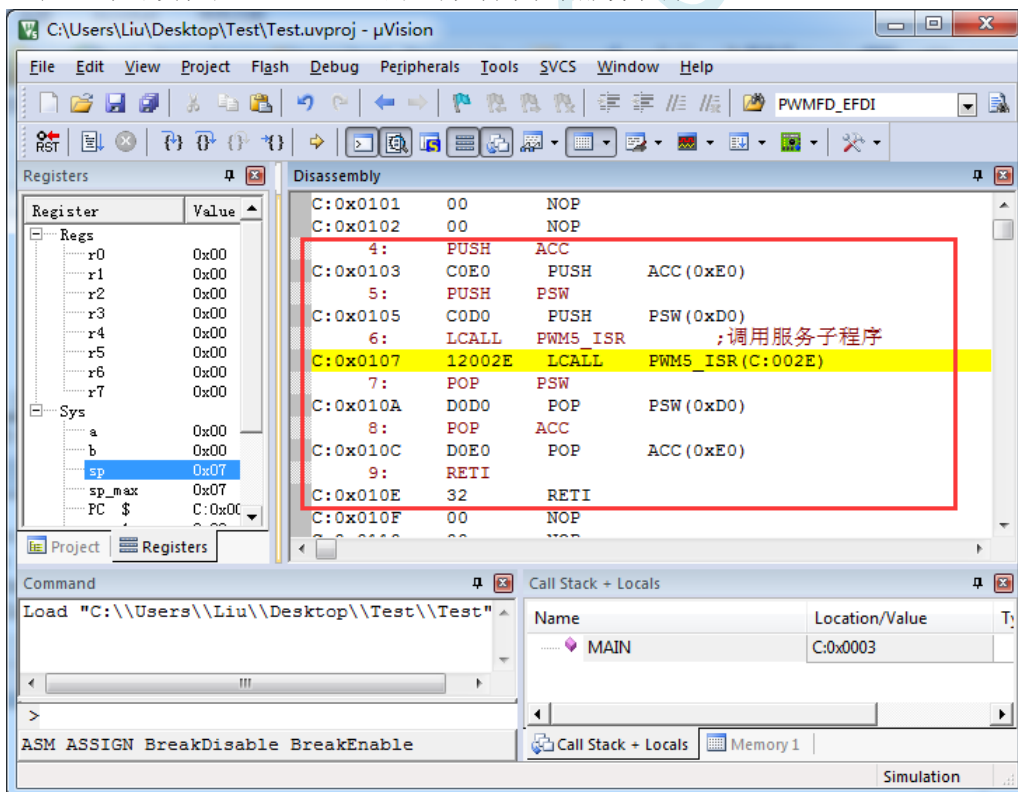 C:\Users\Liu\Desktop\Test\Test.uvproj - µVision
File Edit View Project Flash Debug Peripherals Tools SVCS Window Help
PWMFD_EFDI
RST
Registers
Disassembly
Register Value
Regs
r0 0x00
r1 0x00
r2 0x00
r3 0x00
r4 0x00
r5 0x00
r6 0x00
r7 0x00
Sys
a 0x00
b 0x00
sp 0x07
sp_max 0x07
PC $ C:0x00
C:0x0101 00 NOP
C:0x0102 00 NOP
4: PUSH ACC
C:0x0103 C0E0 PUSH ACC(0xE0)
5: PUSH PSW
C:0x0105 C0D0 PUSH PSW(0xD0)
6: LCALL PWM5_ISR ;调用服务子程序
C:0x0107 12002E LCALL PWM5_ISR(C:002E)
7: POP PSW
C:0x010A D0D0 POP PSW(0xD0)
8: POP ACC
C:0x010C D0E0 POP ACC(0xE0)
9: RETI
C:0x010E 32 RETI
C:0x010F 00 NOP
Project Registers
Command
Load "C:\\Users\\Liu\\Desktop\\Test\\Test"
>
ASM ASSIGN BreakDisable BreakEnable
Call Stack + Locals
Name Location/Value
MAIN C:0x0003
Call Stack + Locals Memory 1
Simulation